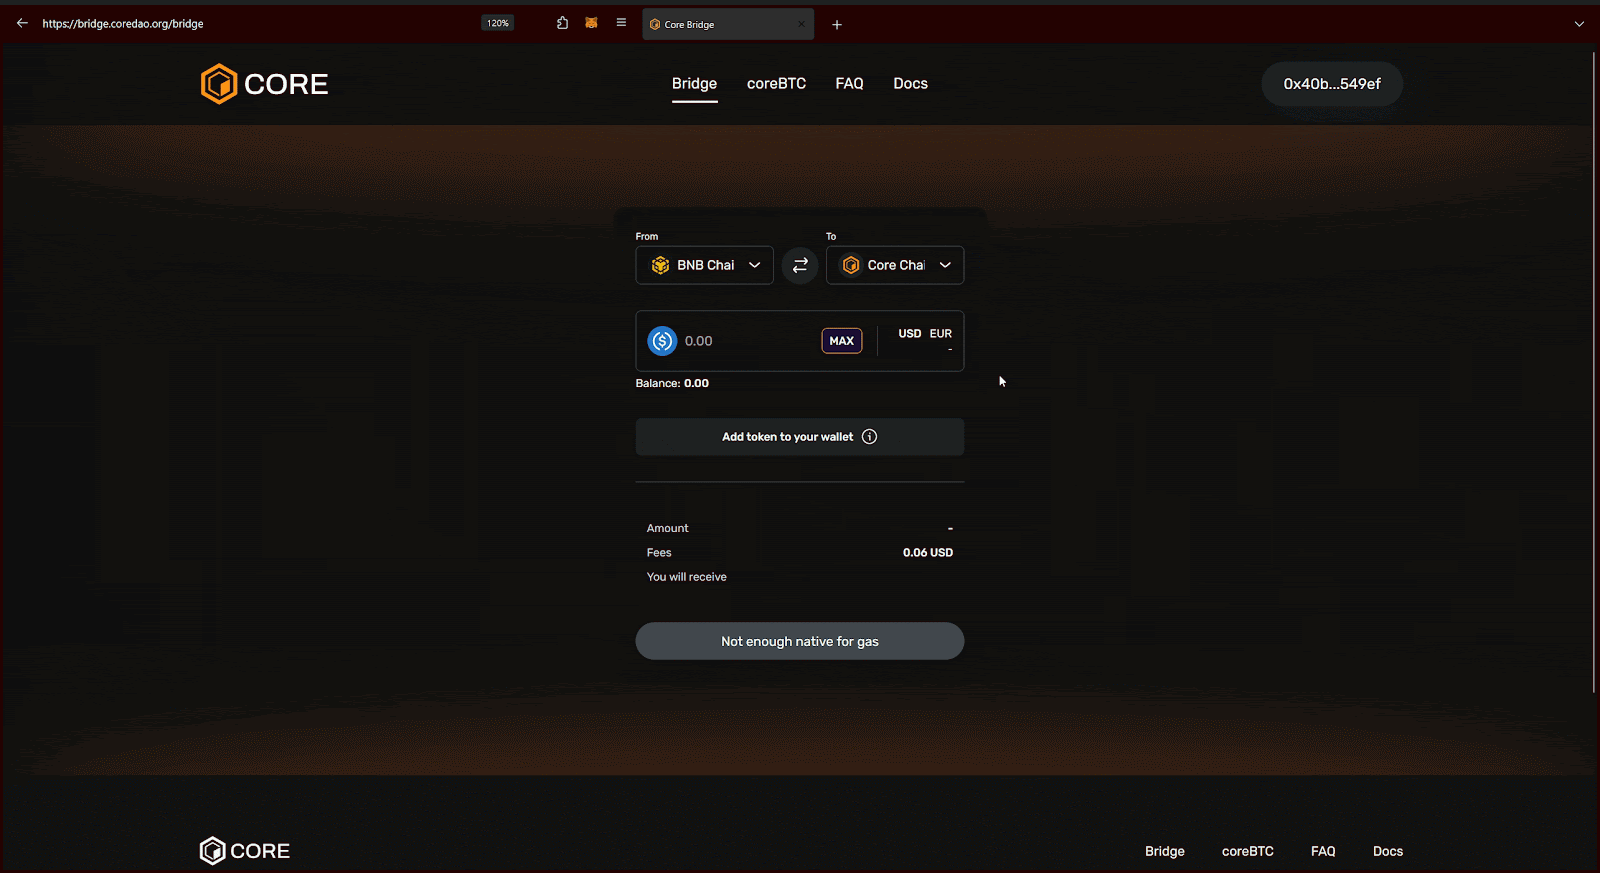 https://bridge.coredao.org/bridge
120%
Core Bridge
CORE
Bridge
coreBTC
FAQ
Docs
0x40b...549ef
From
To
BNB Chai
Core Chai
0.00
MAX
USD EUR
-
Balance: 0.00
Add token to your wallet
Amount -
Fees 0.06 USD
You will receive
Not enough native for gas
CORE
Bridge
coreBTC
FAQ
Docs